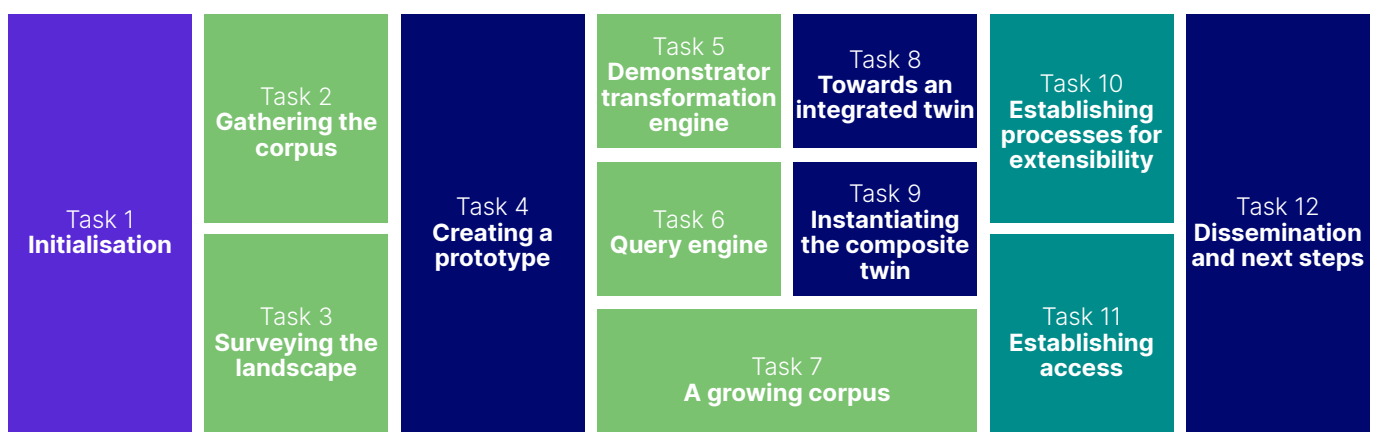 Task 1
Initialisation
Task 2
Gathering the
corpus
Task 3
Surveying the
landscape
Task 4
Creating a
prototype
Task 5
Demonstrator
transformation
engine
Task 6
Query engine
Task 7
A growing corpus
Task 8
Towards an
integrated twin
Task 9
Instantiating
the composite
twin
Task 10
Establishing
processes for
extensibility
Task 11
Establishing
access
Task 12
Dissemination
and next steps